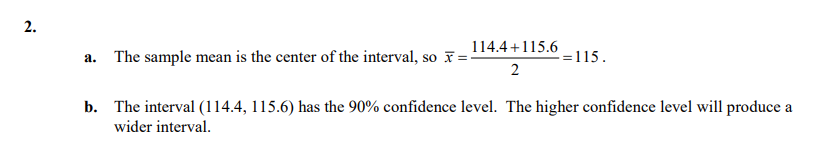 2.
a. The sample mean is the center of the interval, so x̄ = (114.4+115.6)/2 = 115.
b. The interval (114.4, 115.6) has the 90% confidence level. The higher confidence level will produce a
wider interval.